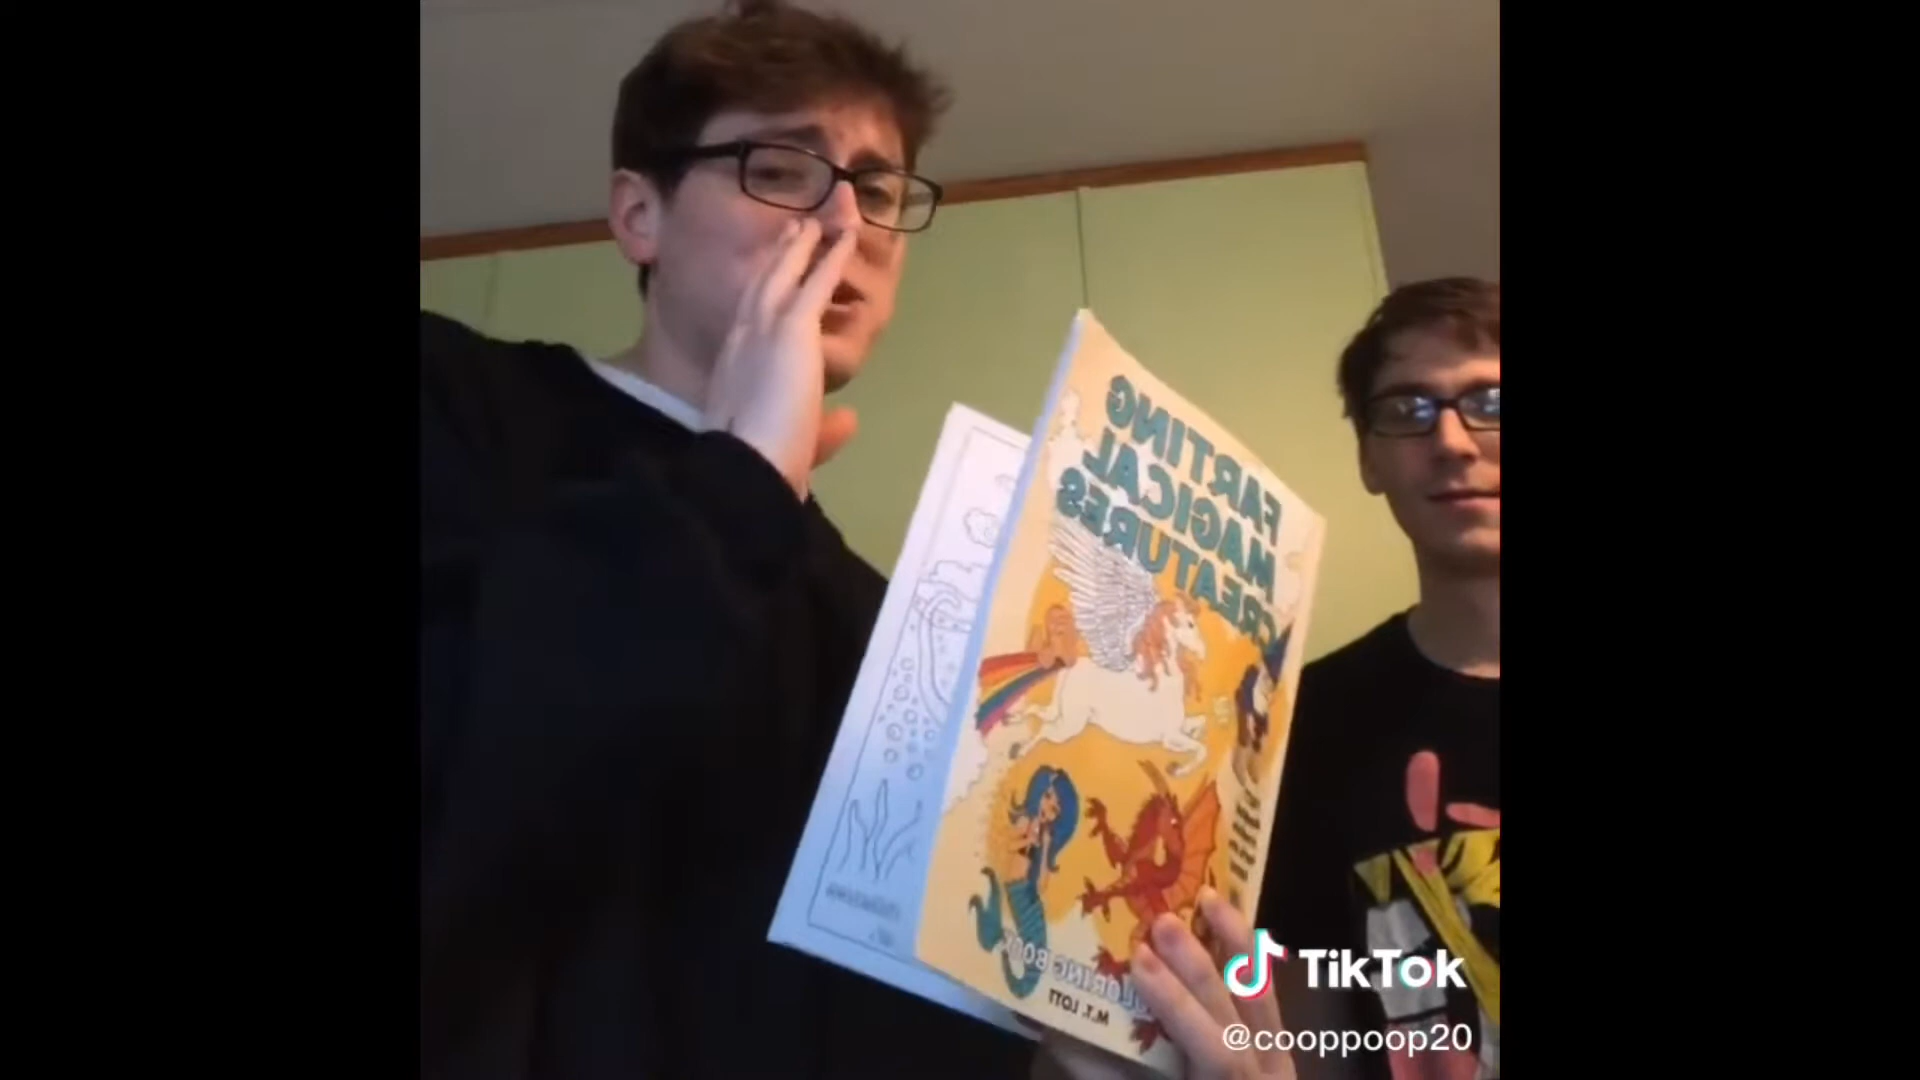 FARTING
MAGICAL
CREATURES
COLORING BOOK
M.T. LOTT
TikTok
@cooppoop20